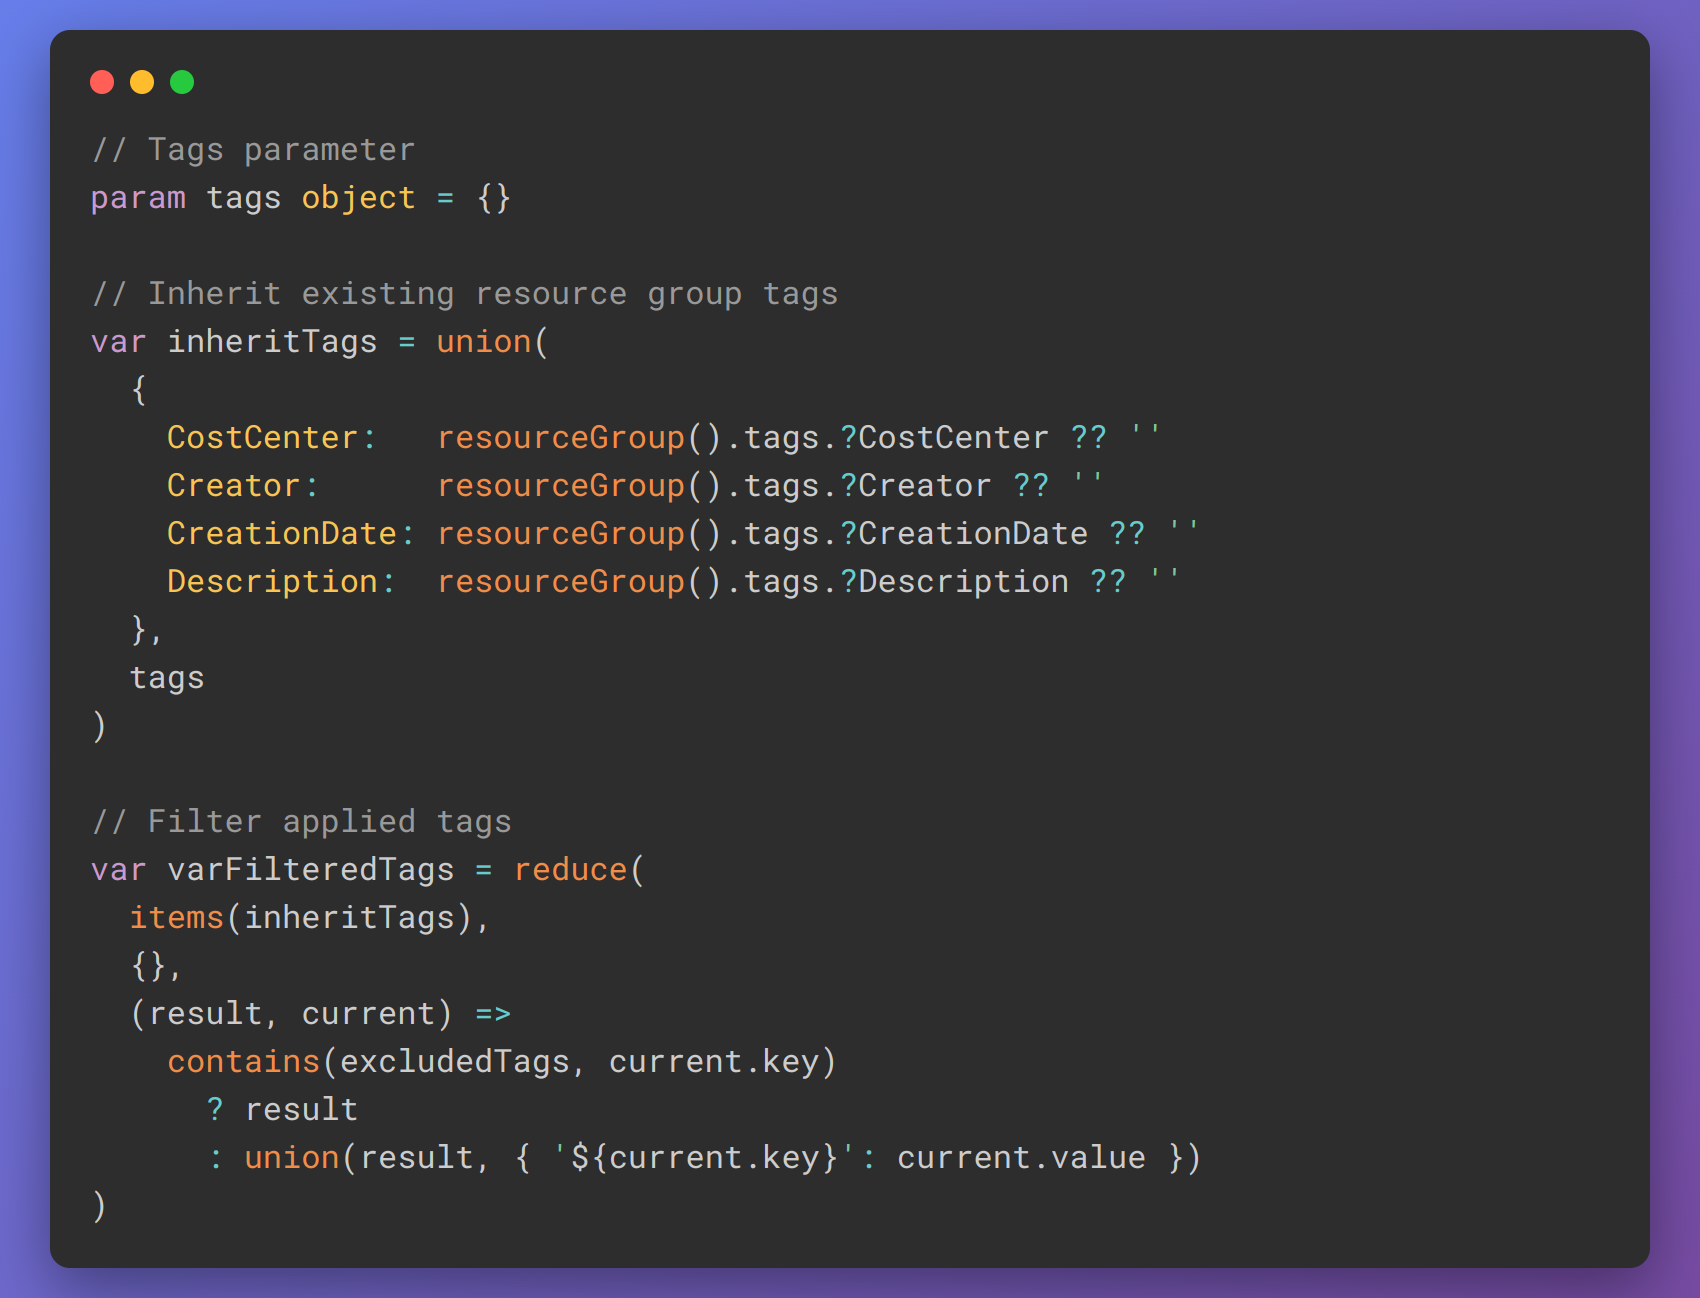 // Tags parameter
param tags object = {}
// Inherit existing resource group tags
var inheritTags = union(
  {
    CostCenter:   resourceGroup().tags.?CostCenter ?? ''
    Creator:      resourceGroup().tags.?Creator ?? ''
    CreationDate: resourceGroup().tags.?CreationDate ?? ''
    Description:  resourceGroup().tags.?Description ?? ''
  },
  tags
)
// Filter applied tags
var varFilteredTags = reduce(
  items(inheritTags),
  {},
  (result, current) =>
    contains(excludedTags, current.key)
      ? result
      : union(result, { '${current.key}': current.value })
)